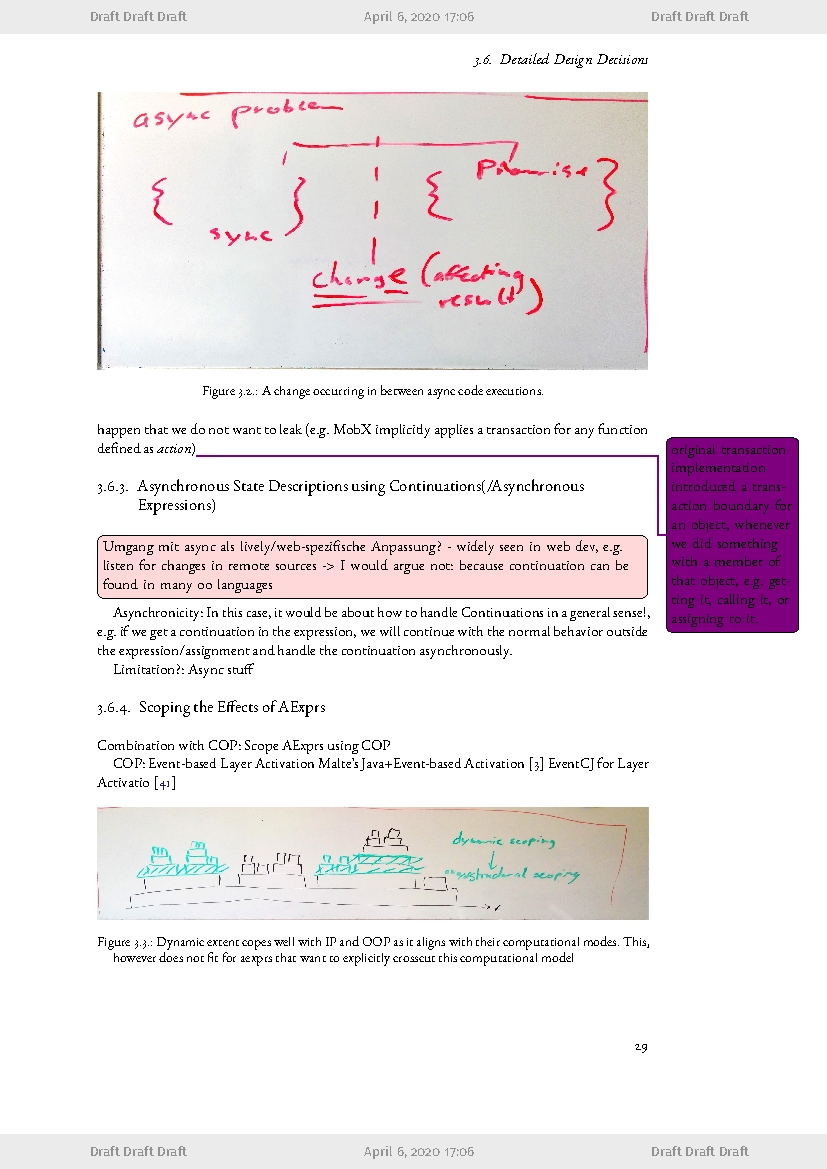 Draft Draft Draft April 6, 2020 17:06 Draft Draft Draft
3.6. Detailed Design Decisions
async problem
Promise
{ } { }
sync
change (affecting
result)
Figure 3.2.: A change occurring in between async code executions.
happen that we do not want to leak (e.g. MobX implicitly applies a transaction for any function
defined as action)
original transaction
implementation
introduced a trans-
action boundary for
an object, whenever
we did something
with a member of
that object, e.g. get-
ting it, calling it, or
assigning to it.
3.6.3. Asynchronous State Descriptions using Continuations(/Asynchronous
Expressions)
Umgang mit async als lively/web-spezifische Anpassung? - widely seen in web dev, e.g.
listen for changes in remote sources -> I would argue not: because continuation can be
found in many oo languages
Asynchronicity: In this case, it would be about how to handle Continuations in a general sense!,
e.g. if we get a continuation in the expression, we will continue with the normal behavior outside
the expression/assignment and handle the continuation asynchronously.
Limitation?: Async stuff
3.6.4. Scoping the Effects of AExprs
Combination with COP: Scope AExprs using COP
COP: Event-based Layer Activation Malte's Java+Event-based Activation [3] EventCJ for Layer
Activatio [41]
dynamic scoping
structural scoping
Figure 3.3.: Dynamic extent copes well with IP and OOP as it aligns with their computational modes. This,
however does not fit for aexprs that want to explicitly crosscut this computational model
29
Draft Draft Draft April 6, 2020 17:06 Draft Draft Draft